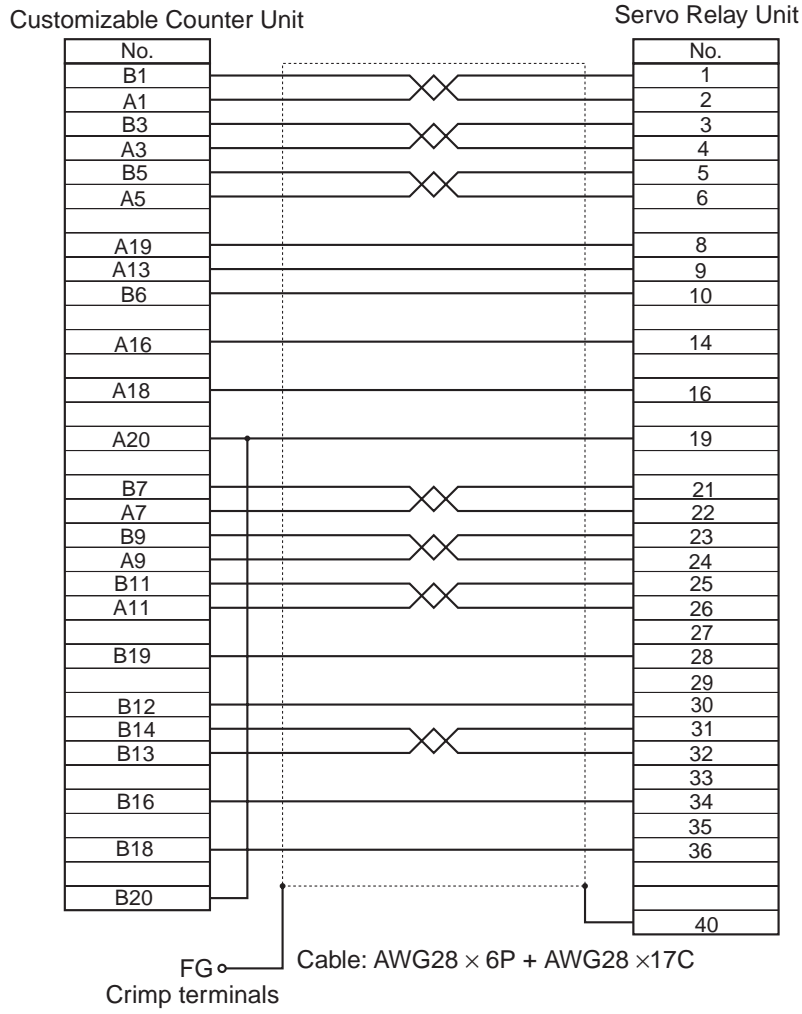 Customizable Counter Unit Servo Relay Unit
No. No.
B1 1
A1 2
B3 3
A3 4
B5 5
A5 6
A19 8
A13 9
B6 10
A16 14
A18 16
A20 19
B7 21
A7 22
B9 23
A9 24
B11 25
A11 26
27
B19 28
29
B12 30
B14 31
B13 32
33
B16 34
35
B18 36
B20
40
FG Cable: AWG28 × 6P + AWG28 ×17C
Crimp terminals